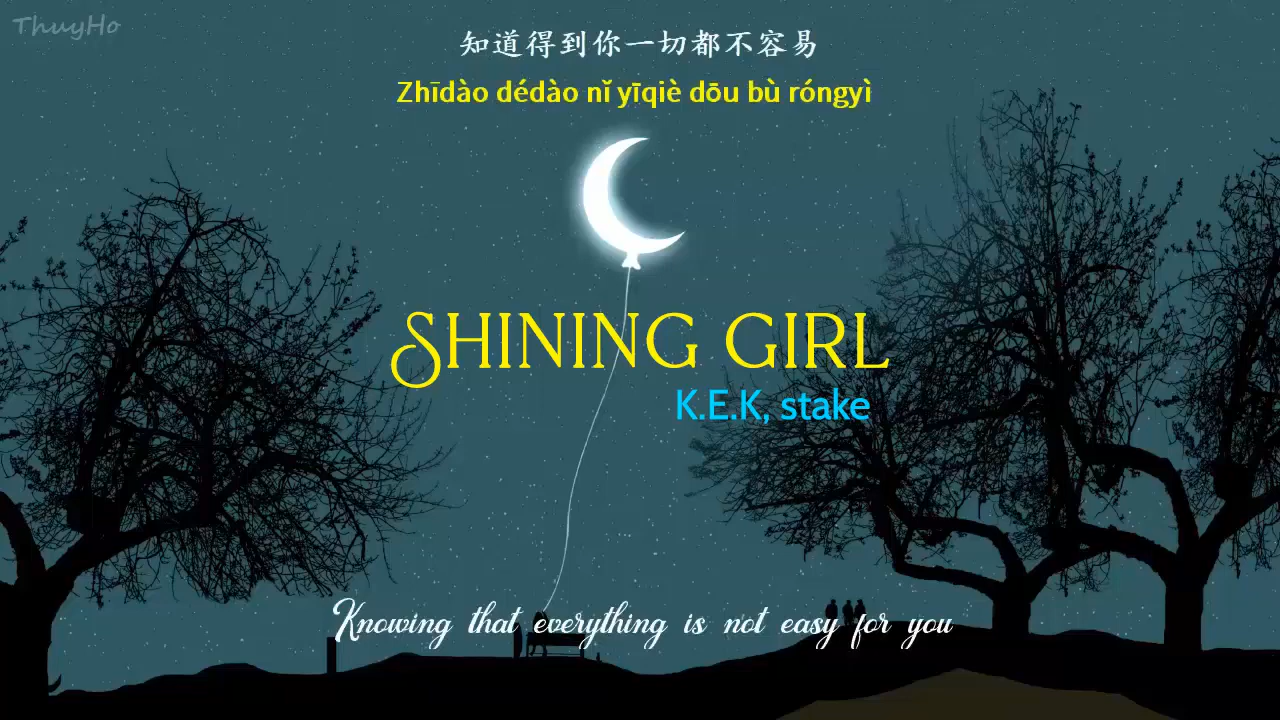 ThuyHo
知道得到你一切都不容易
Zhīdào dédào nǐ yīqiè dōu bù róngyì
SHINING GIRL
K.E.K, stake
Knowing that everything is not easy for you